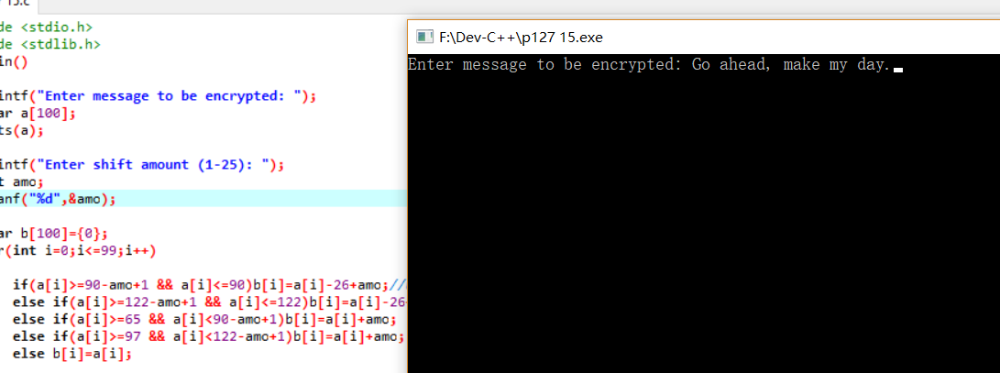 15.c
de <stdio.h>
de <stdlib.h>
in()
intf("Enter message to be encrypted: ");
ar a[100];
ts(a);
intf("Enter shift amount (1-25): ");
t amo;
anf("%d",&amo);
ar b[100]={0};
r(int i=0;i<=99;i++)
if(a[i]>=90-amo+1 && a[i]<=90)b[i]=a[i]-26+amo;//
else if(a[i]>=122-amo+1 && a[i]<=122)b[i]=a[i]-26
else if(a[i]>=65 && a[i]<90-amo+1)b[i]=a[i]+amo;
else if(a[i]>=97 && a[i]<122-amo+1)b[i]=a[i]+amo;
else b[i]=a[i];
F:\Dev-C++\p127 15.exe
Enter message to be encrypted: Go ahead, make my day.